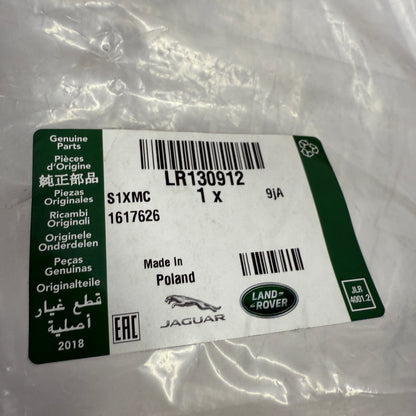 Genuine
Parts
Pièces
d'Origine
純正部品
Piezas
Originales
Ricambi
Originali
Originele
Onderdelen
Peças
Genuinas
Originalteile
قطع غيار
أصلية
2018
LR130912
S1XMC 1 x 9jA
1617626
Made In
Poland
EAC
JAGUAR
LAND
ROVER
JLR
4001.2